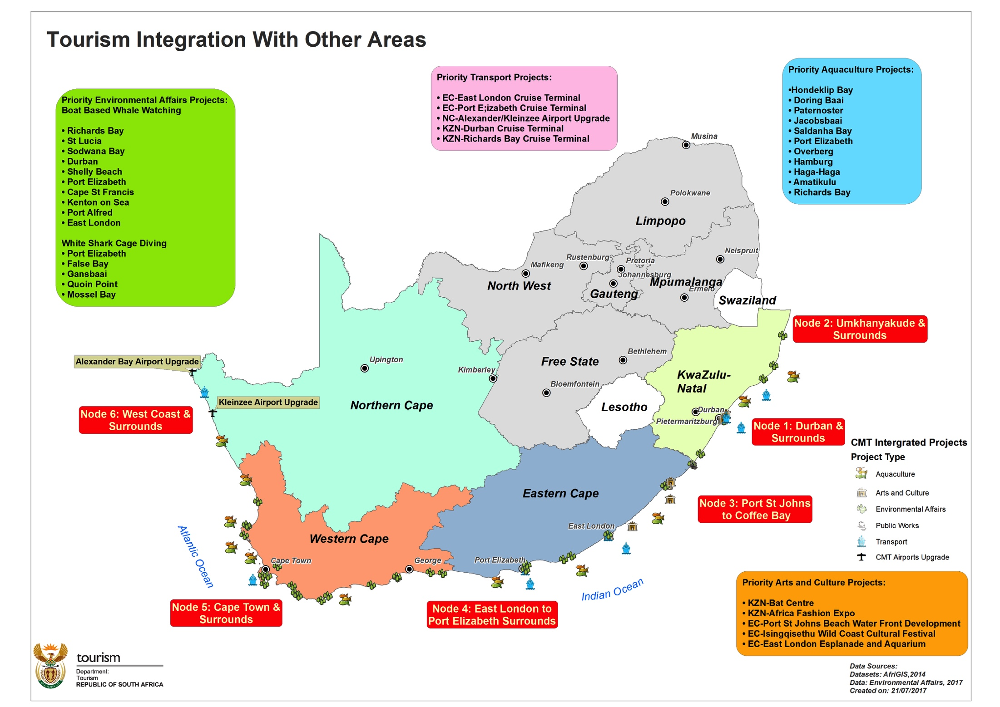 Tourism Integration With Other Areas
Priority Environmental Affairs Projects:
Boat Based Whale Watching
• Richards Bay
• St Lucia
• Sodwana Bay
• Durban
• Shelly Beach
• Port Elizabeth
• Cape St Francis
• Kenton on Sea
• Port Alfred
• East London
White Shark Cage Diving
• Port Elizabeth
• False Bay
• Gansbaai
• Quoin Point
• Mossel Bay
Priority Transport Projects:
• EC-East London Cruise Terminal
• EC-Port E;izabeth Cruise Terminal
• NC-Alexander/Kleinzee Airport Upgrade
• KZN-Durban Cruise Terminal
• KZN-Richards Bay Cruise Terminal
Priority Aquaculture Projects:
•Hondeklip Bay
• Doring Baai
• Paternoster
• Jacobsbaai
• Saldanha Bay
• Port Elizabeth
• Overberg
• Hamburg
• Haga-Haga
• Amatikulu
• Richards Bay
Musina
Polokwane
Limpopo
Nelspruit
Rustenburg
Pretoria
Mafikeng
Johannesburg
North West
Mpumalanga
Ermelo
Gauteng
Swaziland
Node 2: Umkhanyakude &
Surrounds
Alexander Bay Airport Upgrade
Upington
Kimberley
Free State
Bethlehem
KwaZulu-
Natal
Bloemfontein
Kleinzee Airport Upgrade
Northern Cape
Lesotho
Durban
Pietermaritzburg
Node 6: West Coast &
Surrounds
Node 1: Durban &
Surrounds
CMT Intergrated Projects
Project Type
Aquaculture
Arts and Culture
Environmental Affairs
Public Works
Transport
CMT Airports Upgrade
Eastern Cape
Node 3: Port St Johns
to Coffee Bay
East London
Western Cape
Atlantic Ocean
Cape Town
George
Port Elizabeth
Indian Ocean
Node 5: Cape Town &
Surrounds
Node 4: East London to
Port Elizabeth Surrounds
Priority Arts and Culture Projects:
• KZN-Bat Centre
• KZN-Africa Fashion Expo
• EC-Port St Johns Beach Water Front Development
• EC-Isingqisethu Wild Coast Cultural Festival
• EC-East London Esplanade and Aquarium
tourism
Department:
Tourism
REPUBLIC OF SOUTH AFRICA
Data Sources:
Datasets: AfriGIS,2014
Data: Environmental Affairs, 2017
Created on: 21/07/2017